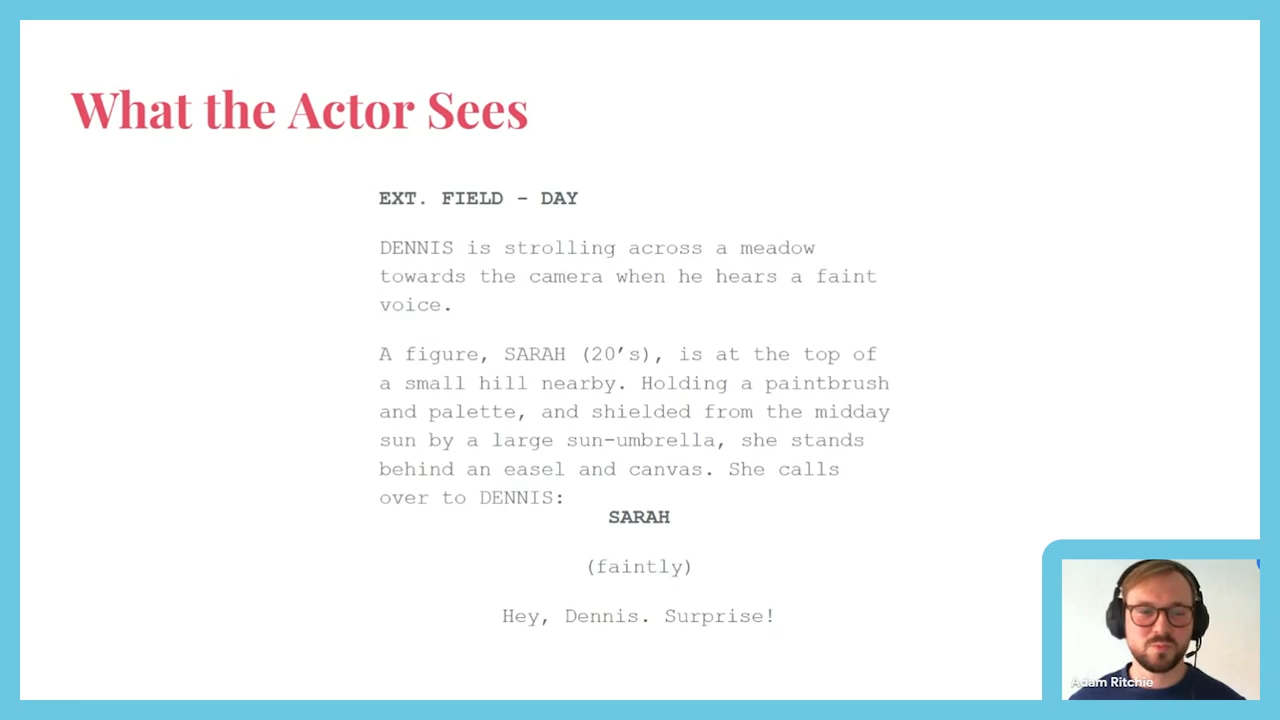 What the Actor Sees
EXT. FIELD - DAY
DENNIS is strolling across a meadow
towards the camera when he hears a faint
voice.
A figure, SARAH (20’s), is at the top of
a small hill nearby. Holding a paintbrush
and palette, and shielded from the midday
sun by a large sun-umbrella, she stands
behind an easel and canvas. She calls
over to DENNIS:
SARAH
(faintly)
Hey, Dennis. Surprise!
Adam Ritchie